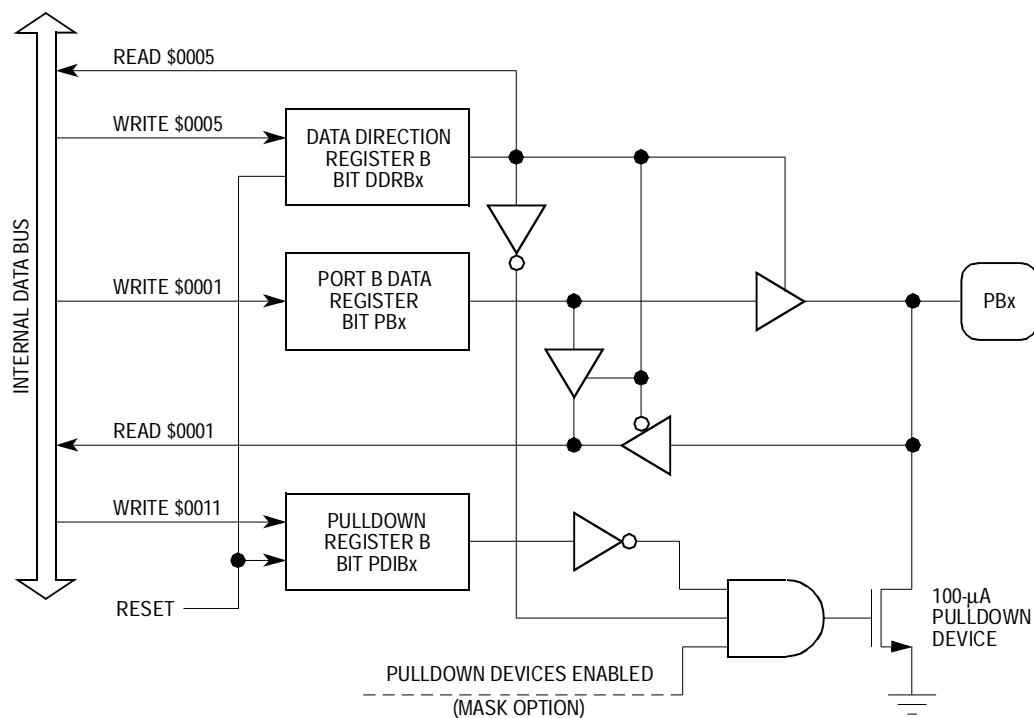 READ $0005
WRITE $0005
DATA DIRECTION
REGISTER B
BIT DDRBx
INTERNAL DATA BUS
WRITE $0001
PORT B DATA
REGISTER
BIT PBx
PBx
READ $0001
WRITE $0011
PULLDOWN
REGISTER B
BIT PDIBx
RESET
100-µA
PULLDOWN
DEVICE
PULLDOWN DEVICES ENABLED
(MASK OPTION)